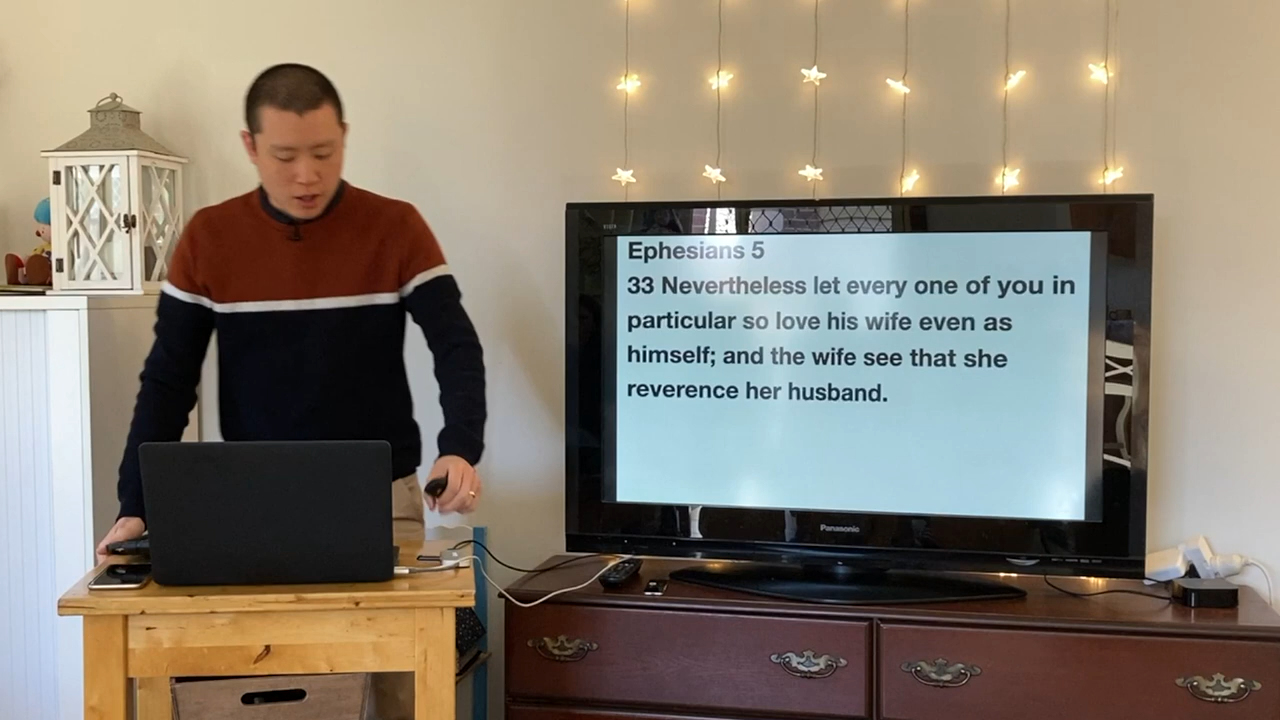 Ephesians 5
33 Nevertheless let every one of you in
particular so love his wife even as
himself; and the wife see that she
reverence her husband.
Panasonic